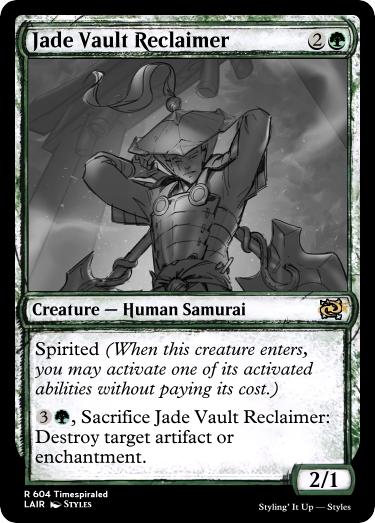 Jade Vault Reclaimer 2
Creature — Human Samurai
Spirited (When this creature enters,
you may activate one of its activated
abilities without paying its cost.)
3, Sacrifice Jade Vault Reclaimer:
Destroy target artifact or
enchantment.
2/1
R 604 Timespiraled
LAIR Styles
Styling' It Up — Styles